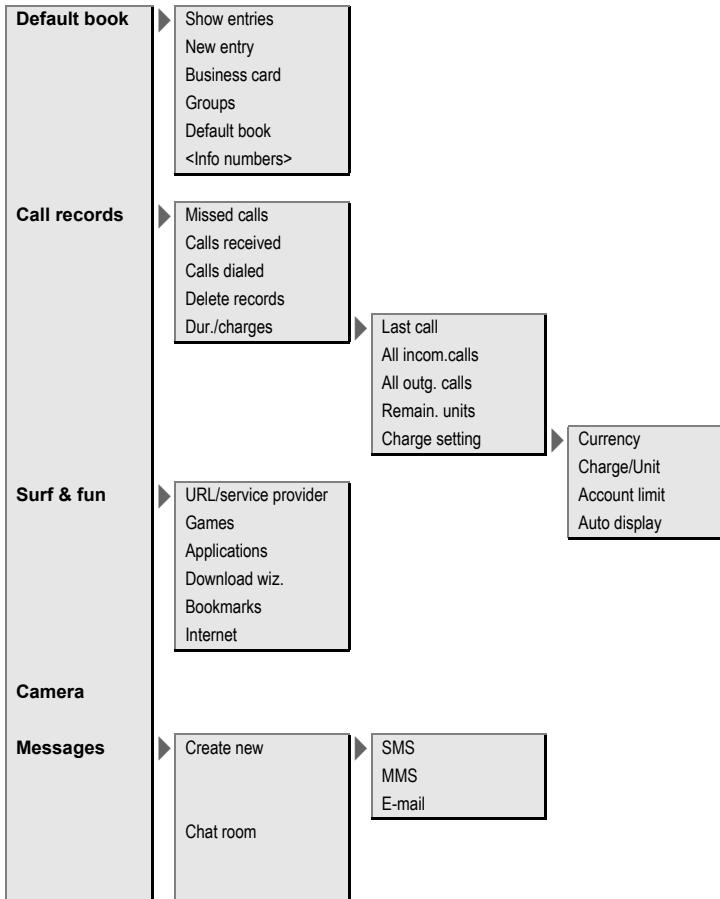 Default book
Show entries
New entry
Business card
Groups
Default book
<Info numbers>
Call records
Missed calls
Calls received
Calls dialed
Delete records
Dur./charges
Last call
All incom.calls
All outg. calls
Remain. units
Charge setting
Currency
Charge/Unit
Account limit
Auto display
Surf & fun
URL/service provider
Games
Applications
Download wiz.
Bookmarks
Internet
Camera
Messages
Create new
SMS
MMS
E-mail
Chat room